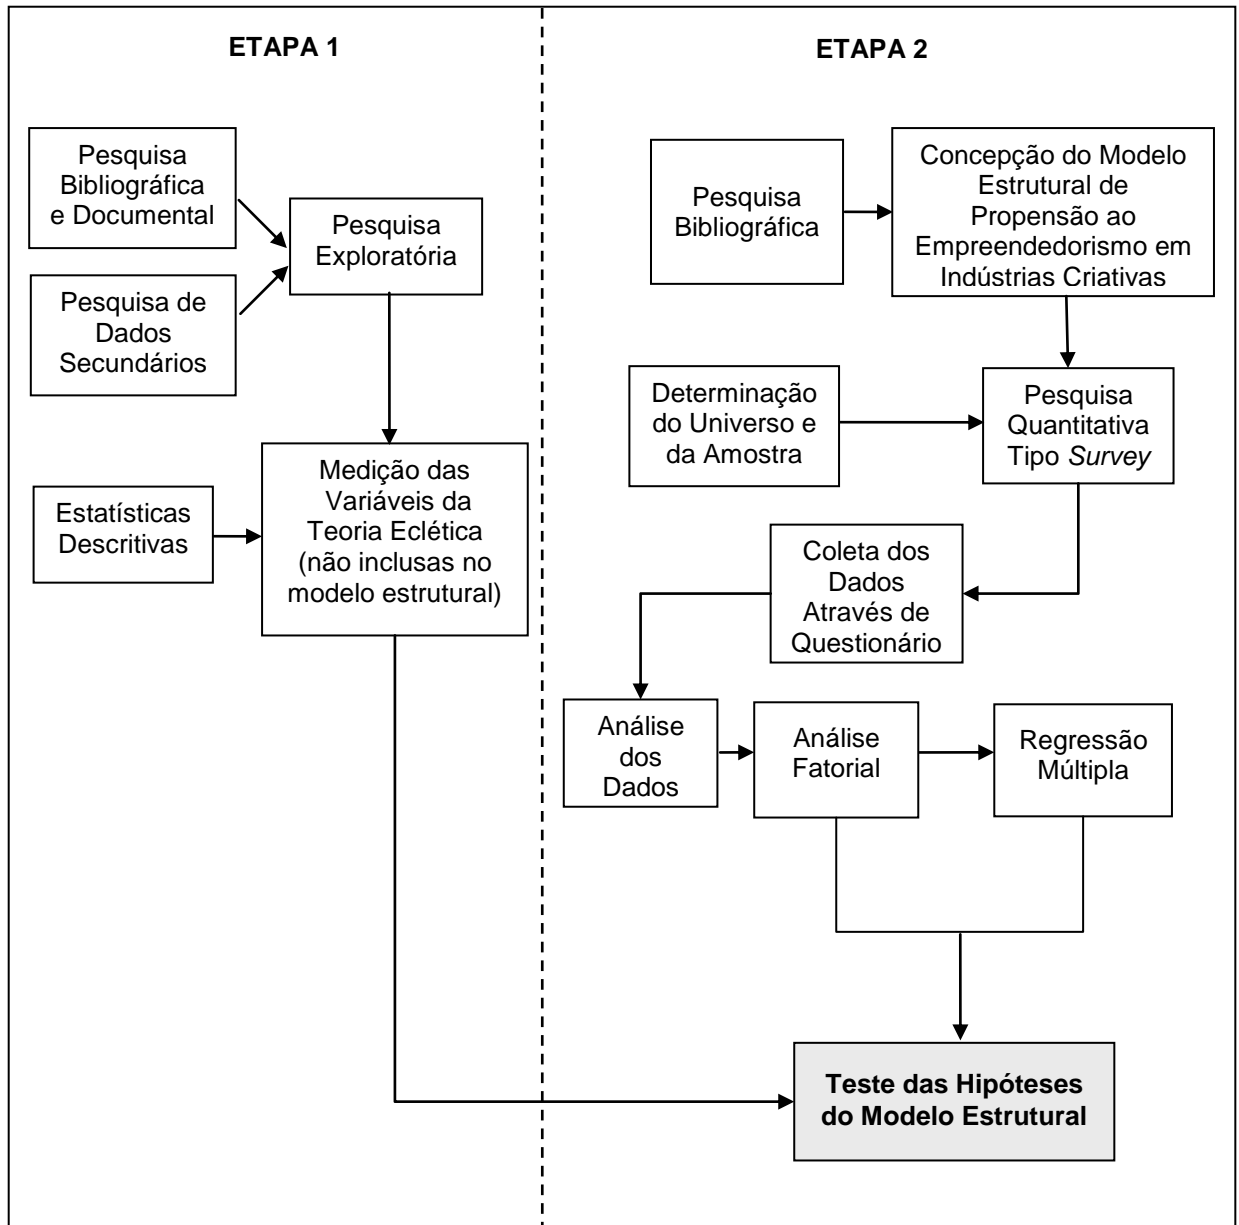 ETAPA 1
Pesquisa
Bibliográfica
e Documental
Pesquisa
Exploratória
Pesquisa de
Dados
Secundários
Medição das
Variáveis da
Teoria Eclética
(não inclusas no
modelo estrutural)
Estatísticas
Descritivas
ETAPA 2
Pesquisa
Bibliográfica
Concepção do Modelo
Estrutural de
Propensão ao
Empreendedorismo em
Indústrias Criativas
Determinação
do Universo e
da Amostra
Pesquisa
Quantitativa
Tipo Survey
Coleta dos
Dados
Através de
Questionário
Análise
dos
Dados
Análise
Fatorial
Regressão
Múltipla
Teste das Hipóteses
do Modelo Estrutural